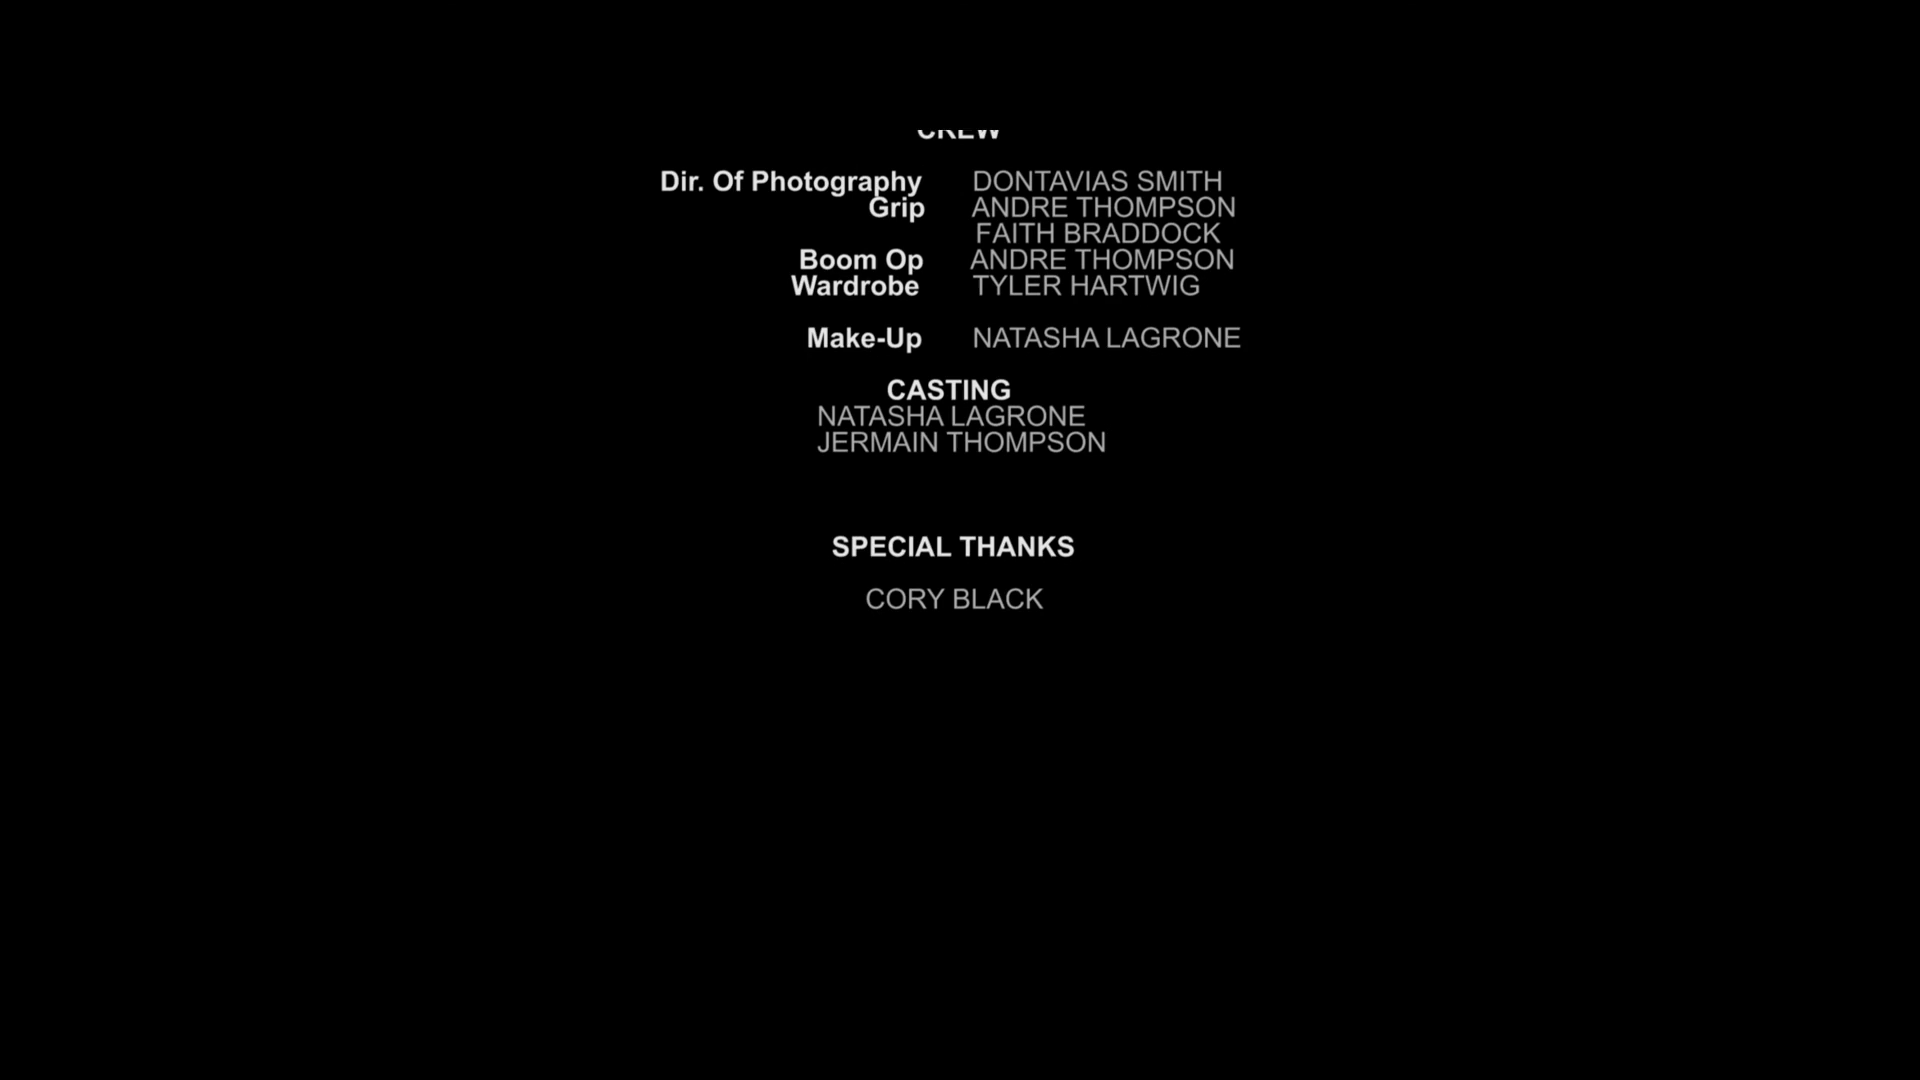 CREW
Dir. Of Photography DONTAVIAS SMITH
Grip ANDRE THOMPSON
FAITH BRADDOCK
Boom Op ANDRE THOMPSON
Wardrobe TYLER HARTWIG
Make-Up NATASHA LAGRONE
CASTING
NATASHA LAGRONE
JERMAIN THOMPSON
SPECIAL THANKS
CORY BLACK